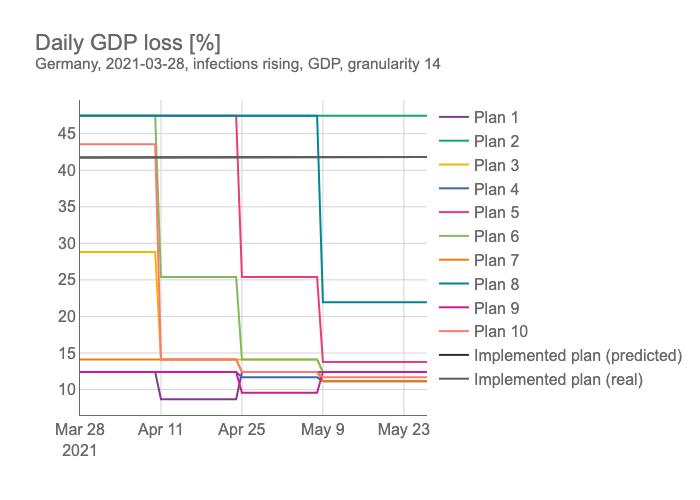 Daily GDP loss [%]
Germany, 2021-03-28, infections rising, GDP, granularity 14
45
40
35
30
25
20
15
10
Mar 28
2021
Apr 11
Apr 25
May 9
May 23
Plan 1
Plan 2
Plan 3
Plan 4
Plan 5
Plan 6
Plan 7
Plan 8
Plan 9
Plan 10
Implemented plan (predicted)
Implemented plan (real)